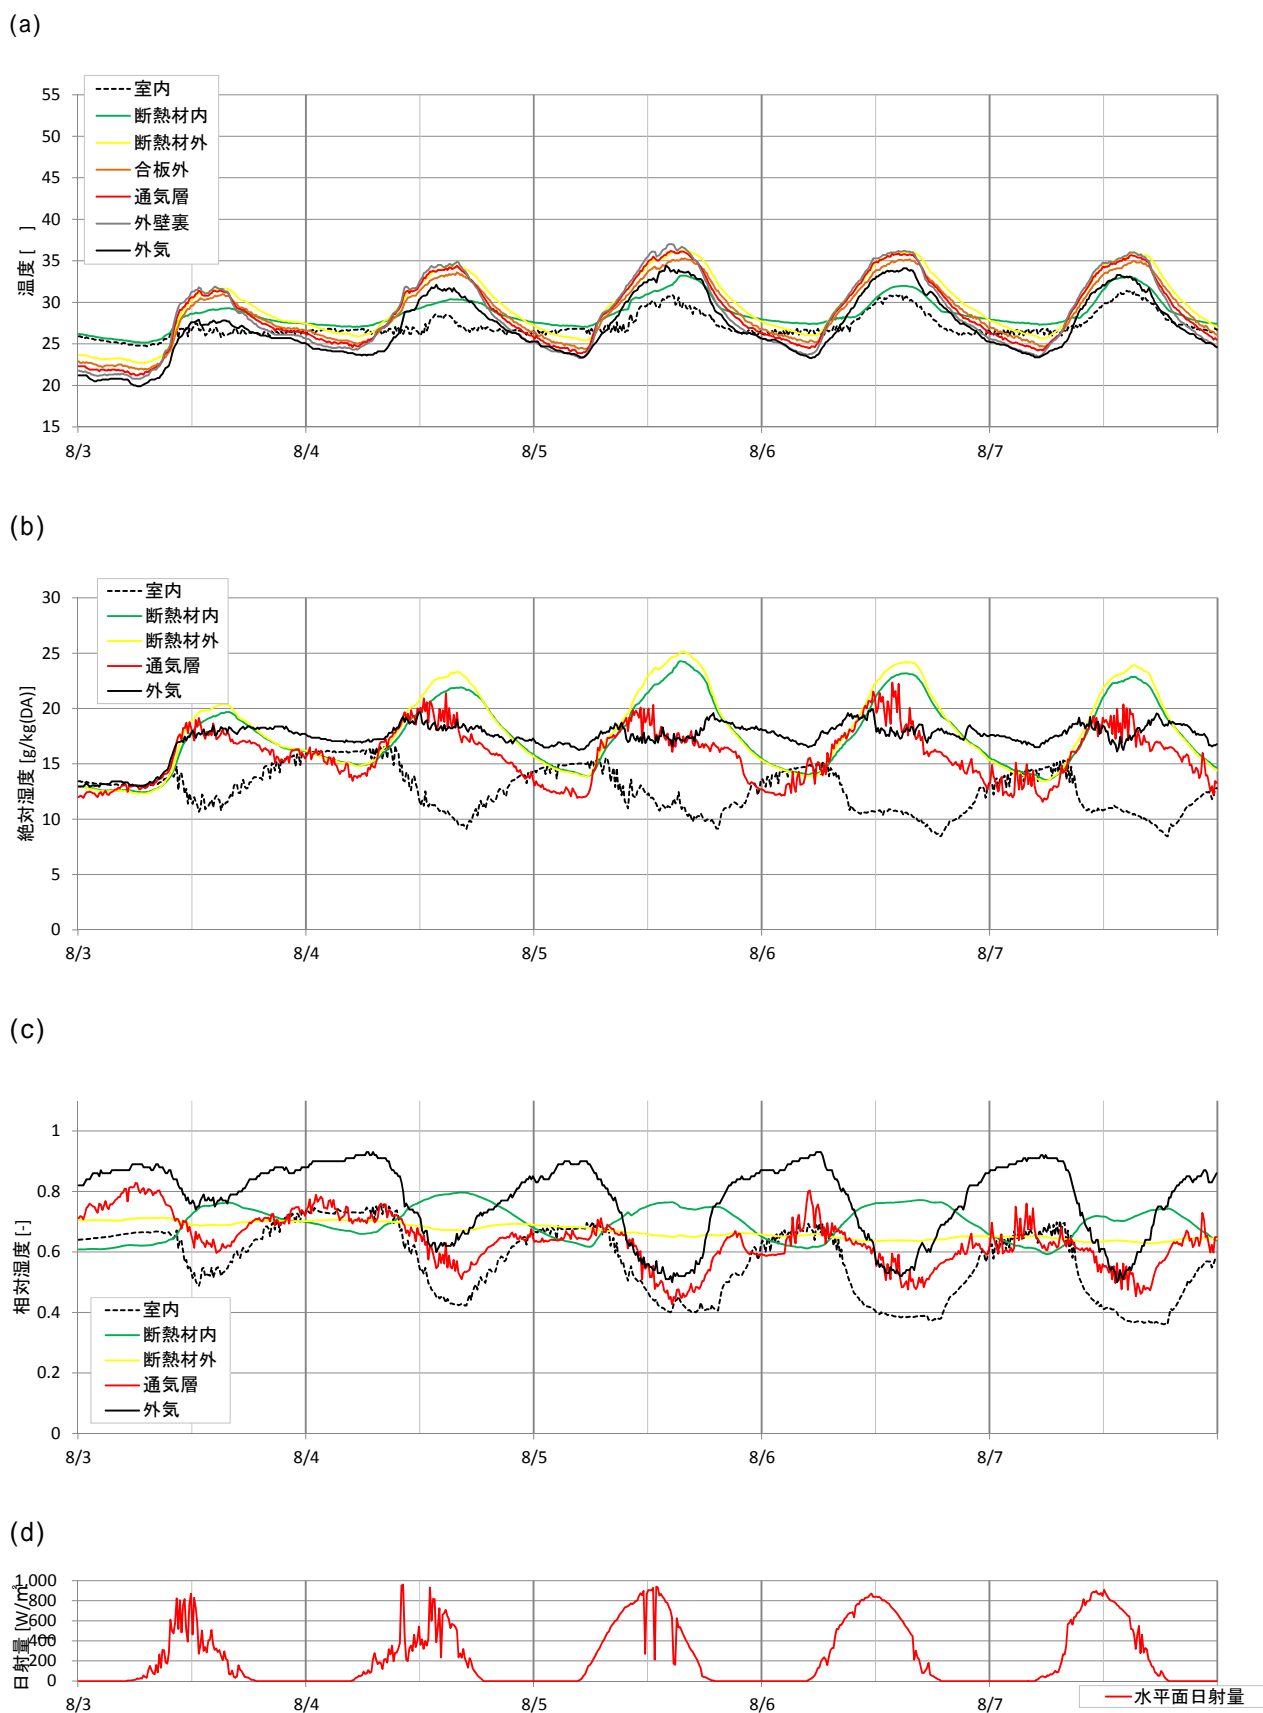 (a)
室内
断熱材内
断熱材外
合板外
通気層
外壁裏
外気
温度 [ ]
55
50
45
40
35
30
25
20
15
8/3 8/4 8/5 8/6 8/7
(b)
室内
断熱材内
断熱材外
通気層
外気
絶対湿度 [g/kg(DA)]
30
25
20
15
10
5
0
8/3 8/4 8/5 8/6 8/7
(c)
相対湿度 [-]
1
0.8
0.6
0.4
0.2
0
室内
断熱材内
断熱材外
通気層
外気
8/3 8/4 8/5 8/6 8/7
(d)
日射量 [W/㎡]
1,000
800
600
400
200
0
8/3 8/4 8/5 8/6 8/7
水平面日射量